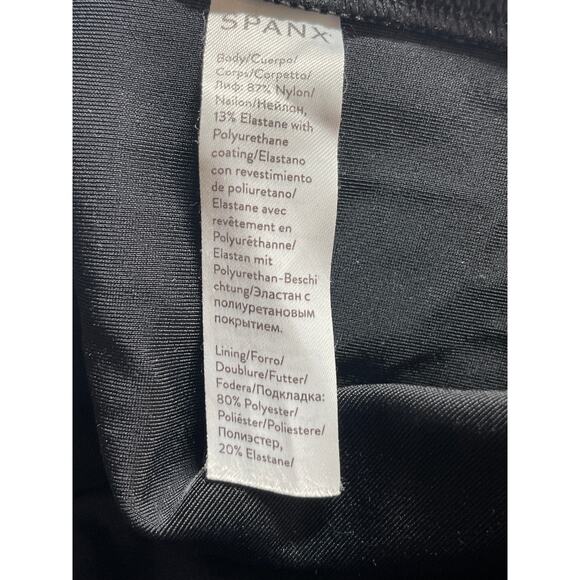 SPANX
Body/Cuerpo/
Corps/Corpetto/
Лиф: 87% Nylon/
Nailon/Нейлон,
13% Elastane with
Polyurethane
coating/Elastano
con revestimiento
de poliuretano/
Elastane avec
revêtement en
Polyuréthanne/
Elastan mit
Polyurethan-Beschi
chtung/Эластан с
полиуретановым
покрытием.
Lining/Forro/
Doublure/Futter/
Fodera/Подкладка:
80% Polyester/
Poliéster/Poliestere/
Полиэстер,
20% Elastane/